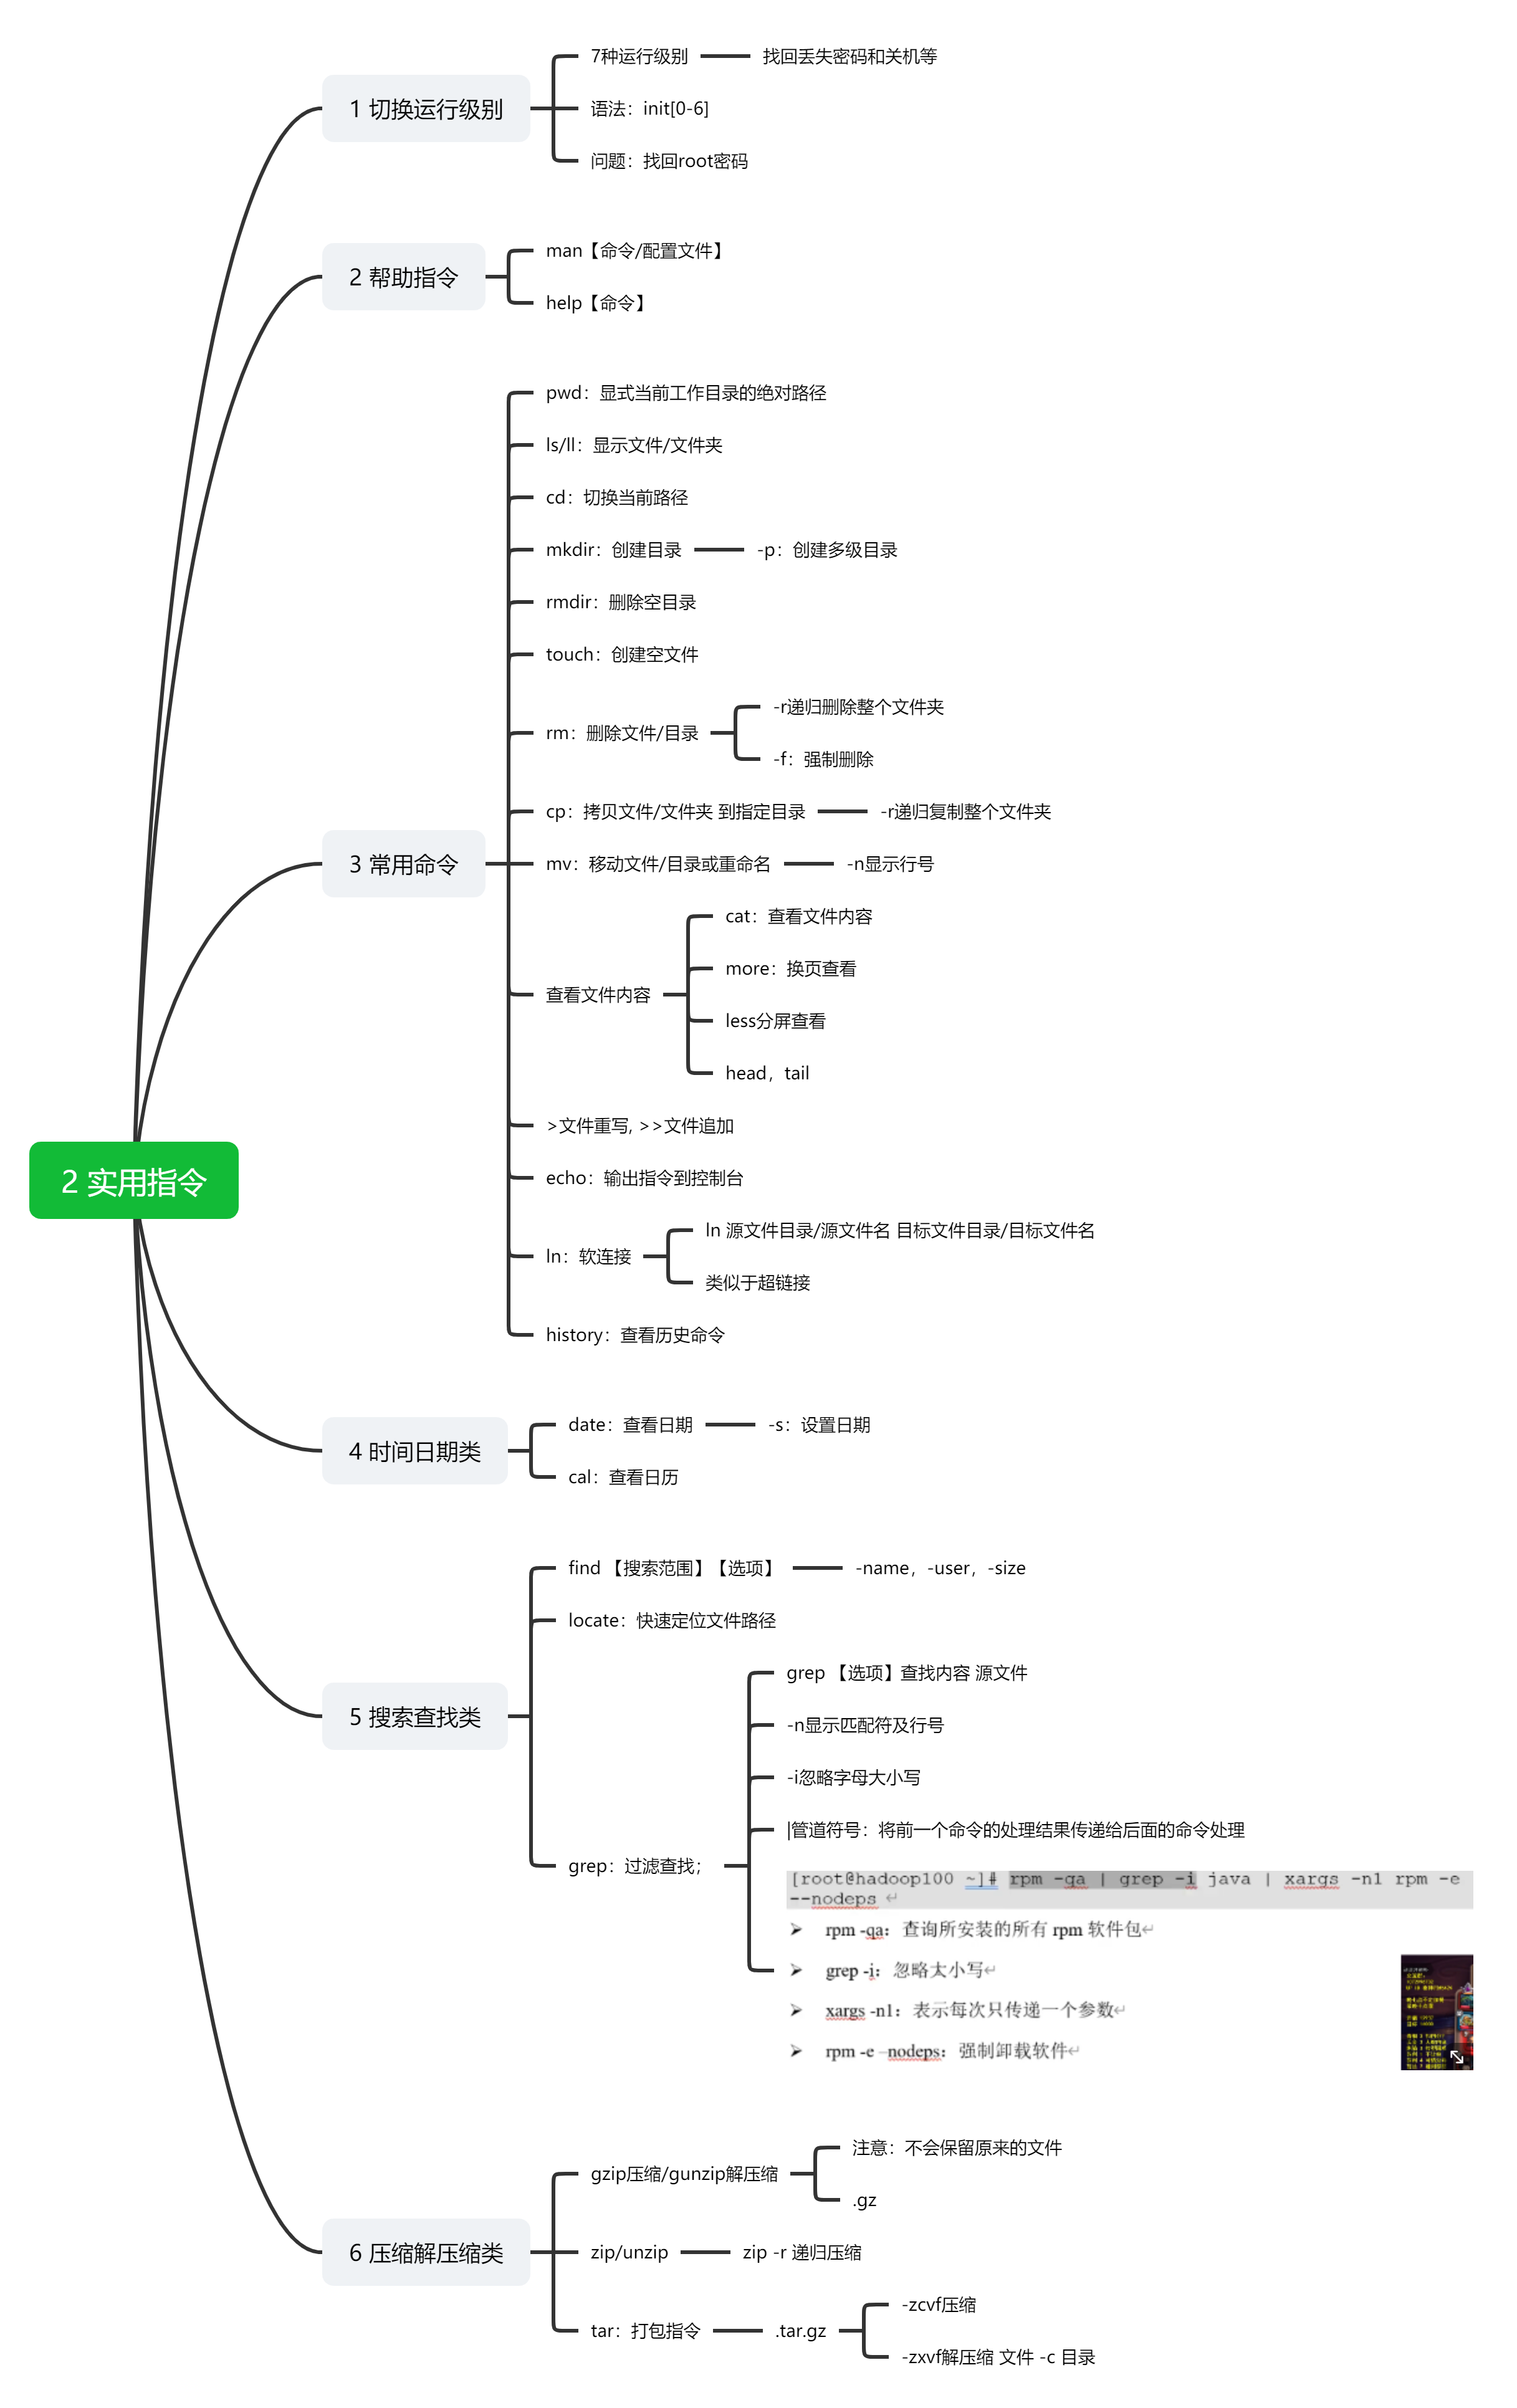 2 实用指令
1 切换运行级别
7种运行级别
找回丢失密码和关机等
语法：init[0-6]
问题：找回root密码
2 帮助指令
man【命令/配置文件】
help【命令】
3 常用命令
pwd：显式当前工作目录的绝对路径
ls/ll：显示文件/文件夹
cd：切换当前路径
mkdir：创建目录
-p：创建多级目录
rmdir：删除空目录
touch：创建空文件
rm：删除文件/目录
-r递归删除整个文件夹
-f：强制删除
cp：拷贝文件/文件夹 到指定目录
-r递归复制整个文件夹
mv：移动文件/目录或重命名
-n显示行号
查看文件内容
cat：查看文件内容
more：换页查看
less分屏查看
head，tail
>文件重写, >>文件追加
echo：输出指令到控制台
ln：软连接
ln 源文件目录/源文件名 目标文件目录/目标文件名
类似于超链接
history：查看历史命令
4 时间日期类
date：查看日期
-s：设置日期
cal：查看日历
5 搜索查找类
find 【搜索范围】【选项】
-name，-user，-size
locate：快速定位文件路径
grep：过滤查找；
grep 【选项】查找内容 源文件
-n显示匹配符及行号
-i忽略字母大小写
|管道符号：将前一个命令的处理结果传递给后面的命令处理
[root@hadoop100 ~]# rpm -qa | grep -i java | xargs -n1 rpm -e
--nodeps
➢ rpm -qa：查询所安装的所有 rpm 软件包
➢ grep -i：忽略大小写
➢ xargs -n1：表示每次只传递一个参数
➢ rpm -e –nodeps：强制卸载软件
6 压缩解压缩类
gzip压缩/gunzip解压缩
注意：不会保留原来的文件
.gz
zip/unzip
zip -r 递归压缩
tar：打包指令
.tar.gz
-zcvf压缩
-zxvf解压缩 文件 -c 目录